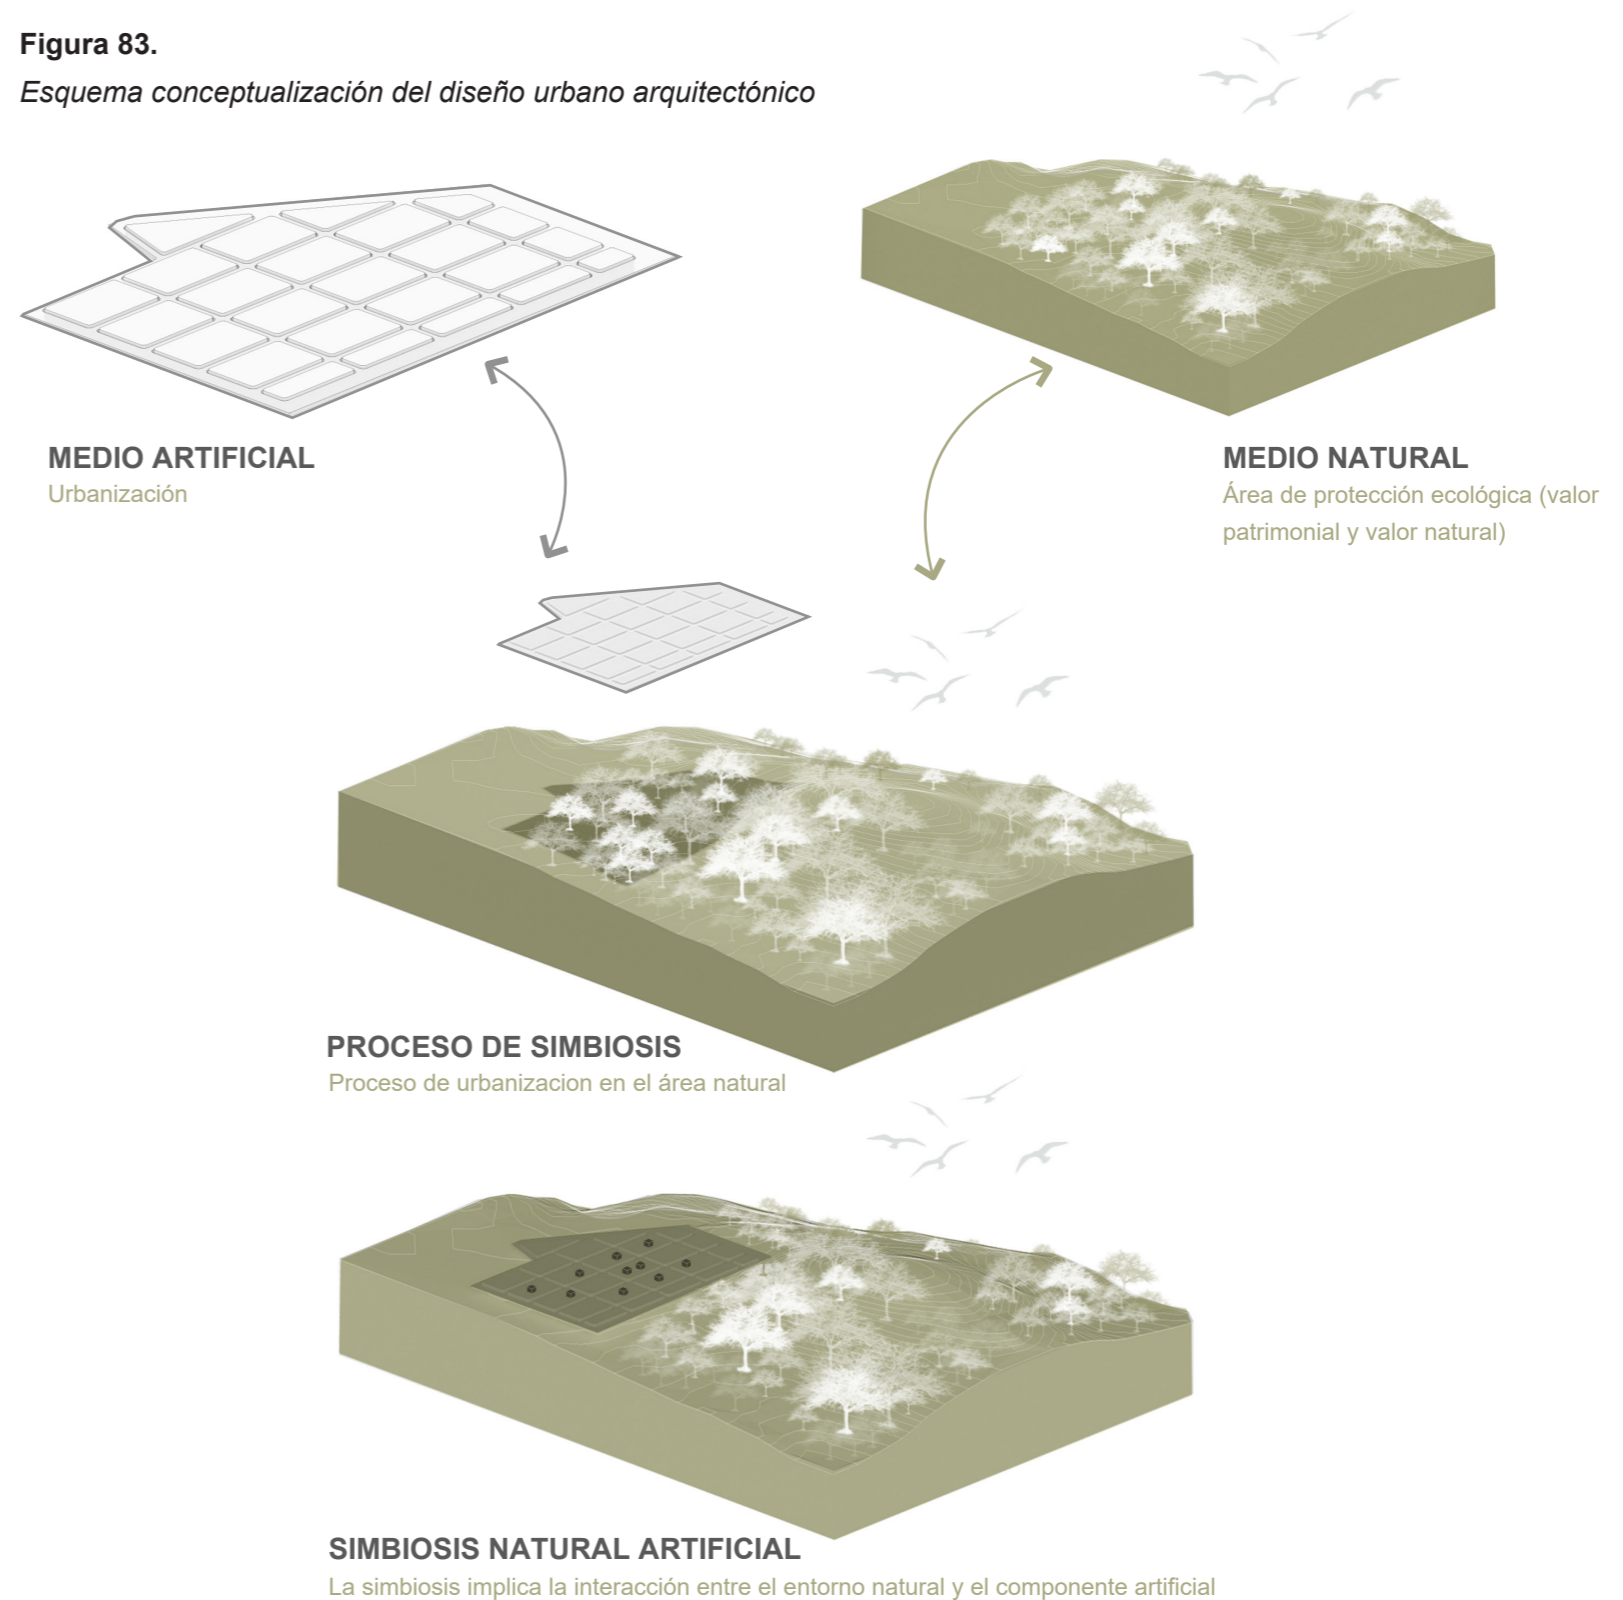 Figura 83.
Esquema conceptualización del diseño urbano arquitectónico
MEDIO ARTIFICIAL
Urbanización
MEDIO NATURAL
Área de protección ecológica (valor
patrimonial y valor natural)
PROCESO DE SIMBIOSIS
Proceso de urbanizacion en el área natural
SIMBIOSIS NATURAL ARTIFICIAL
La simbiosis implica la interacción entre el entorno natural y el componente artificial